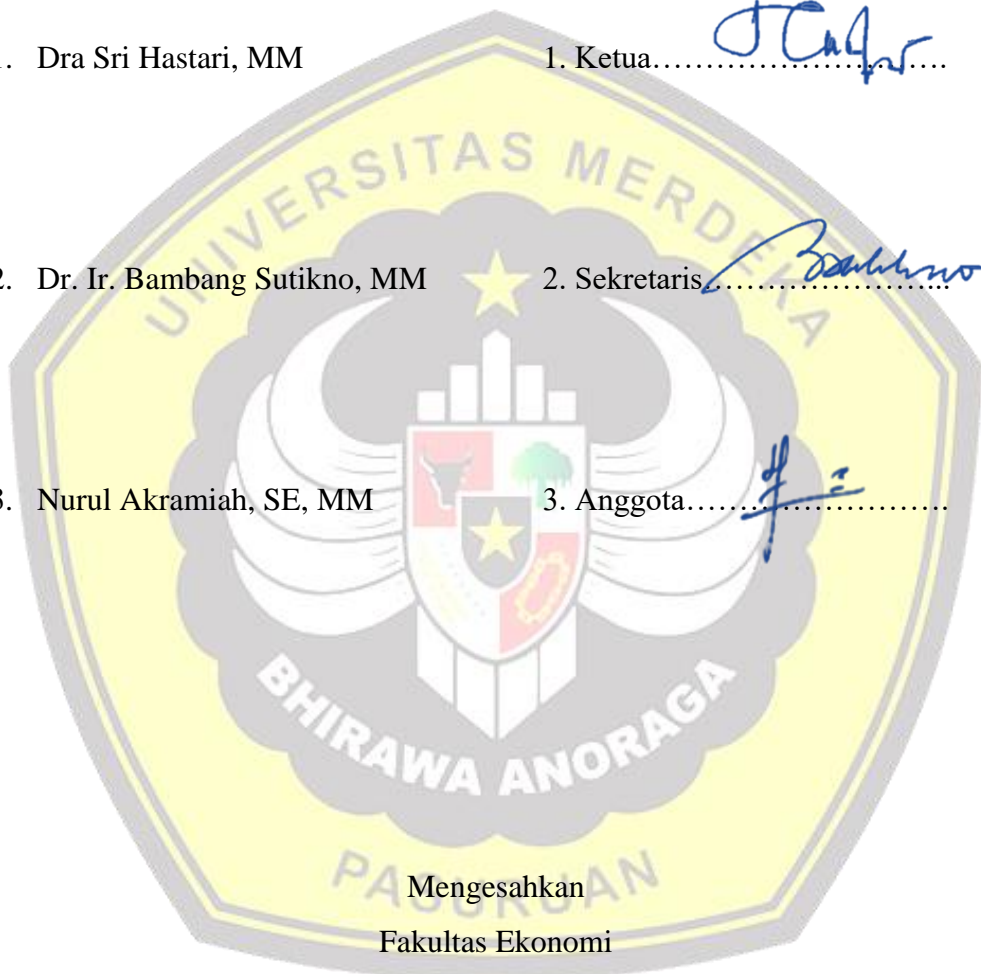 1. Dra Sri Hastari, MM 1. Ketua……………………….
UNIVERSITAS MERDEKA
2. Dr. Ir. Bambang Sutikno, MM 2. Sekretaris…………………...
3. Nurul Akramiah, SE, MM 3. Anggota…………………….
BHIRAWA ANORAGA
PASURUAN
Mengesahkan
Fakultas Ekonomi